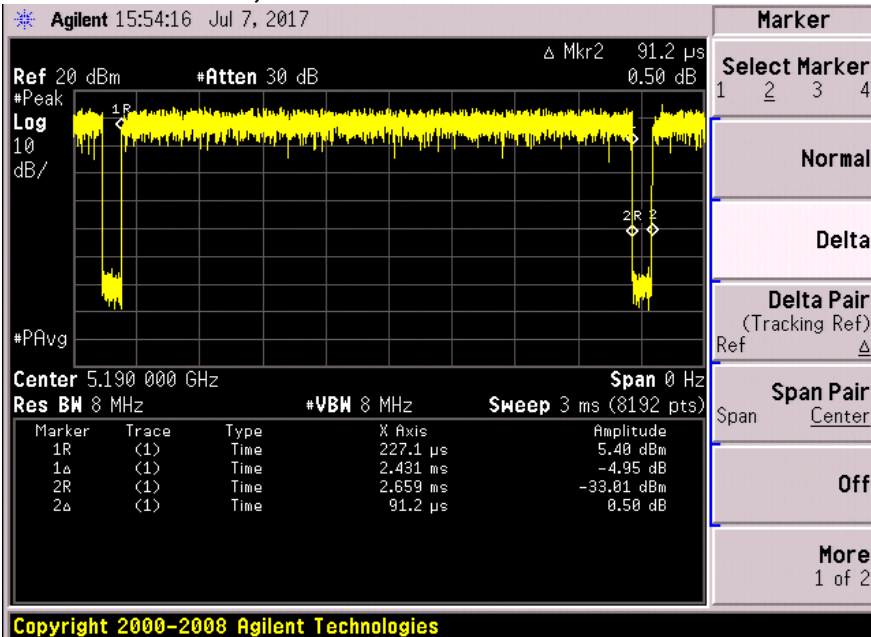 Agilent 15:54:16 Jul 7, 2017
Marker
Δ Mkr2 91.2 µs
Ref 20 dBm #Atten 30 dB 0.50 dB
#Peak
Log
10
dB/
1R
2R 2
#PAvg
Center 5.190 000 GHz Span 0 Hz
Res BW 8 MHz #VBW 8 MHz Sweep 3 ms (8192 pts)
Marker Trace Type X Axis Amplitude
1R (1) Time 227.1 µs 5.40 dBm
1Δ (1) Time 2.431 ms -4.95 dB
2R (1) Time 2.659 ms -33.01 dBm
2Δ (1) Time 91.2 µs 0.50 dB
Select Marker
1 2 3 4
Normal
Delta
Delta Pair
(Tracking Ref)
Ref Δ
Span Pair
Span Center
Off
More
1 of 2
Copyright 2000-2008 Agilent Technologies